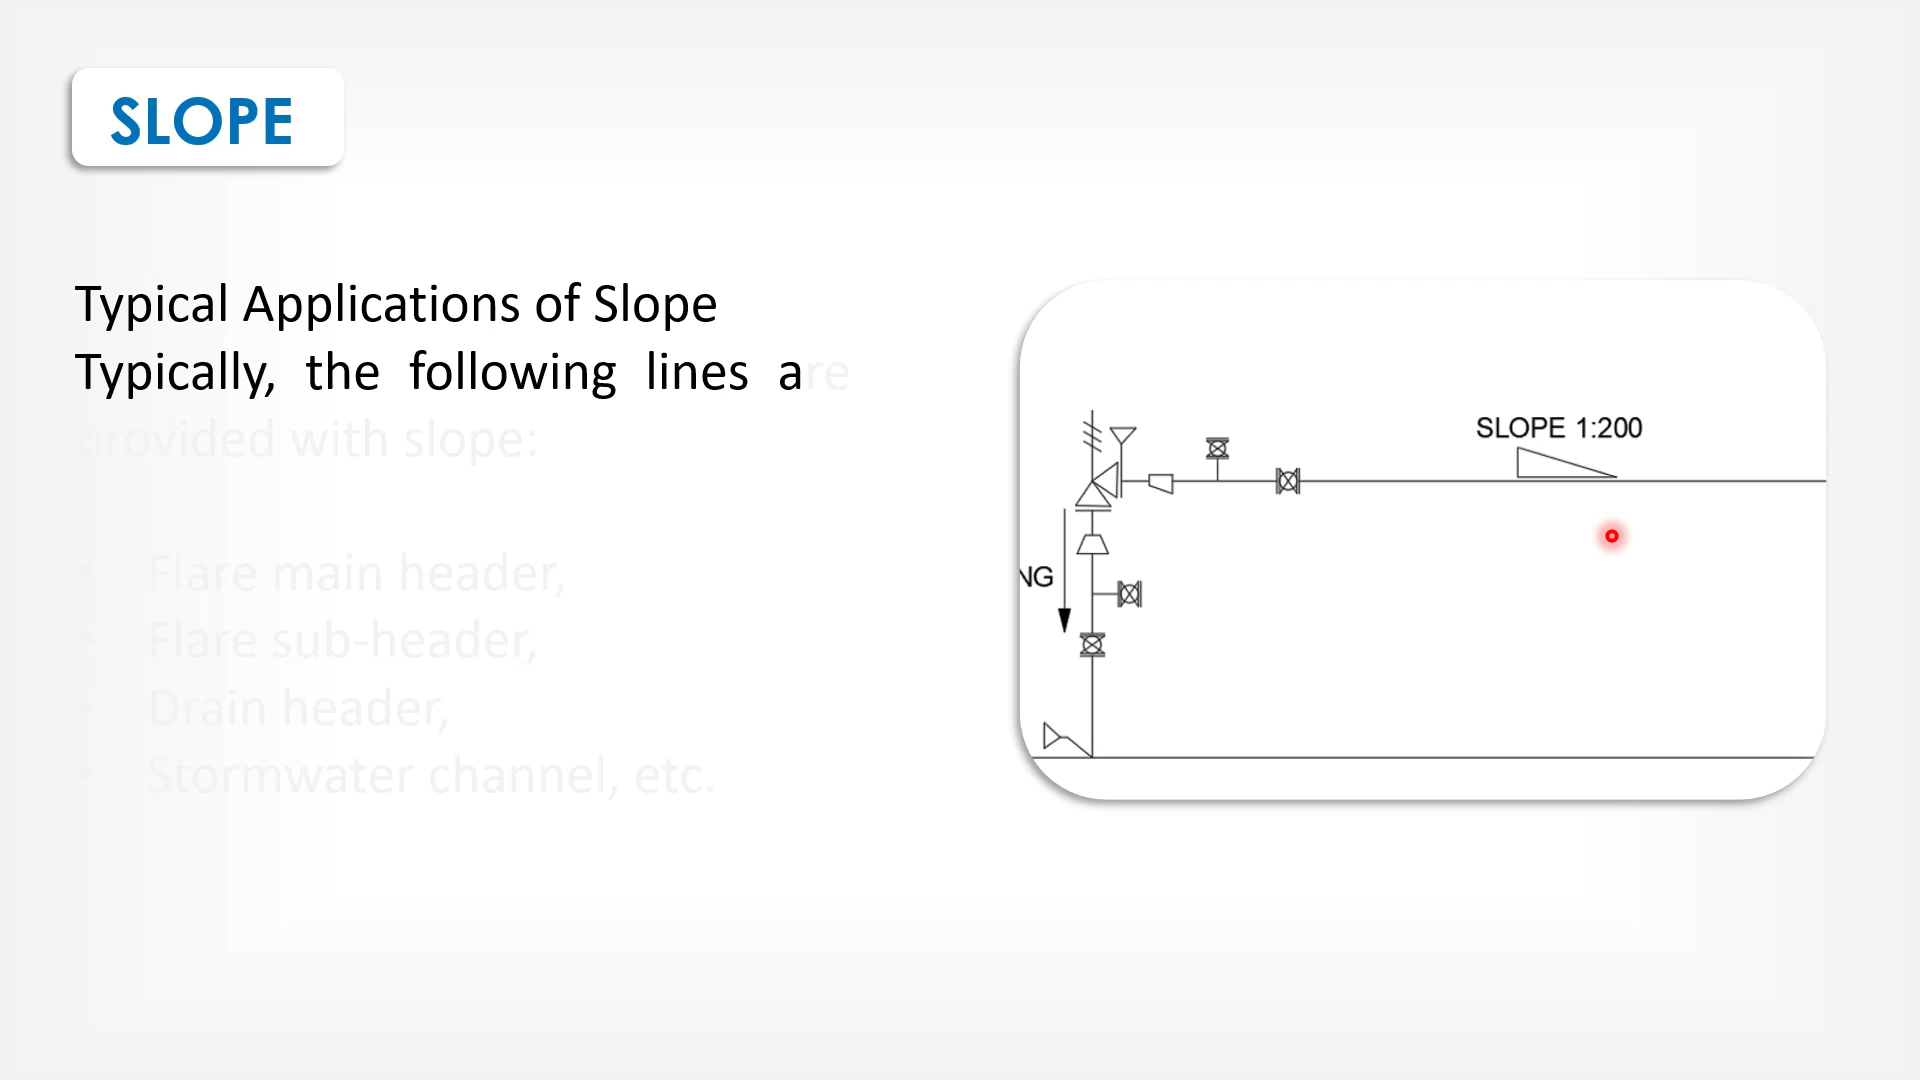 SLOPE
Typical Applications of Slope
Typically, the following lines are
provided with slope:
• Flare main header,
• Flare sub-header,
• Drain header,
• Stormwater channel, etc.
SLOPE 1:200
NG